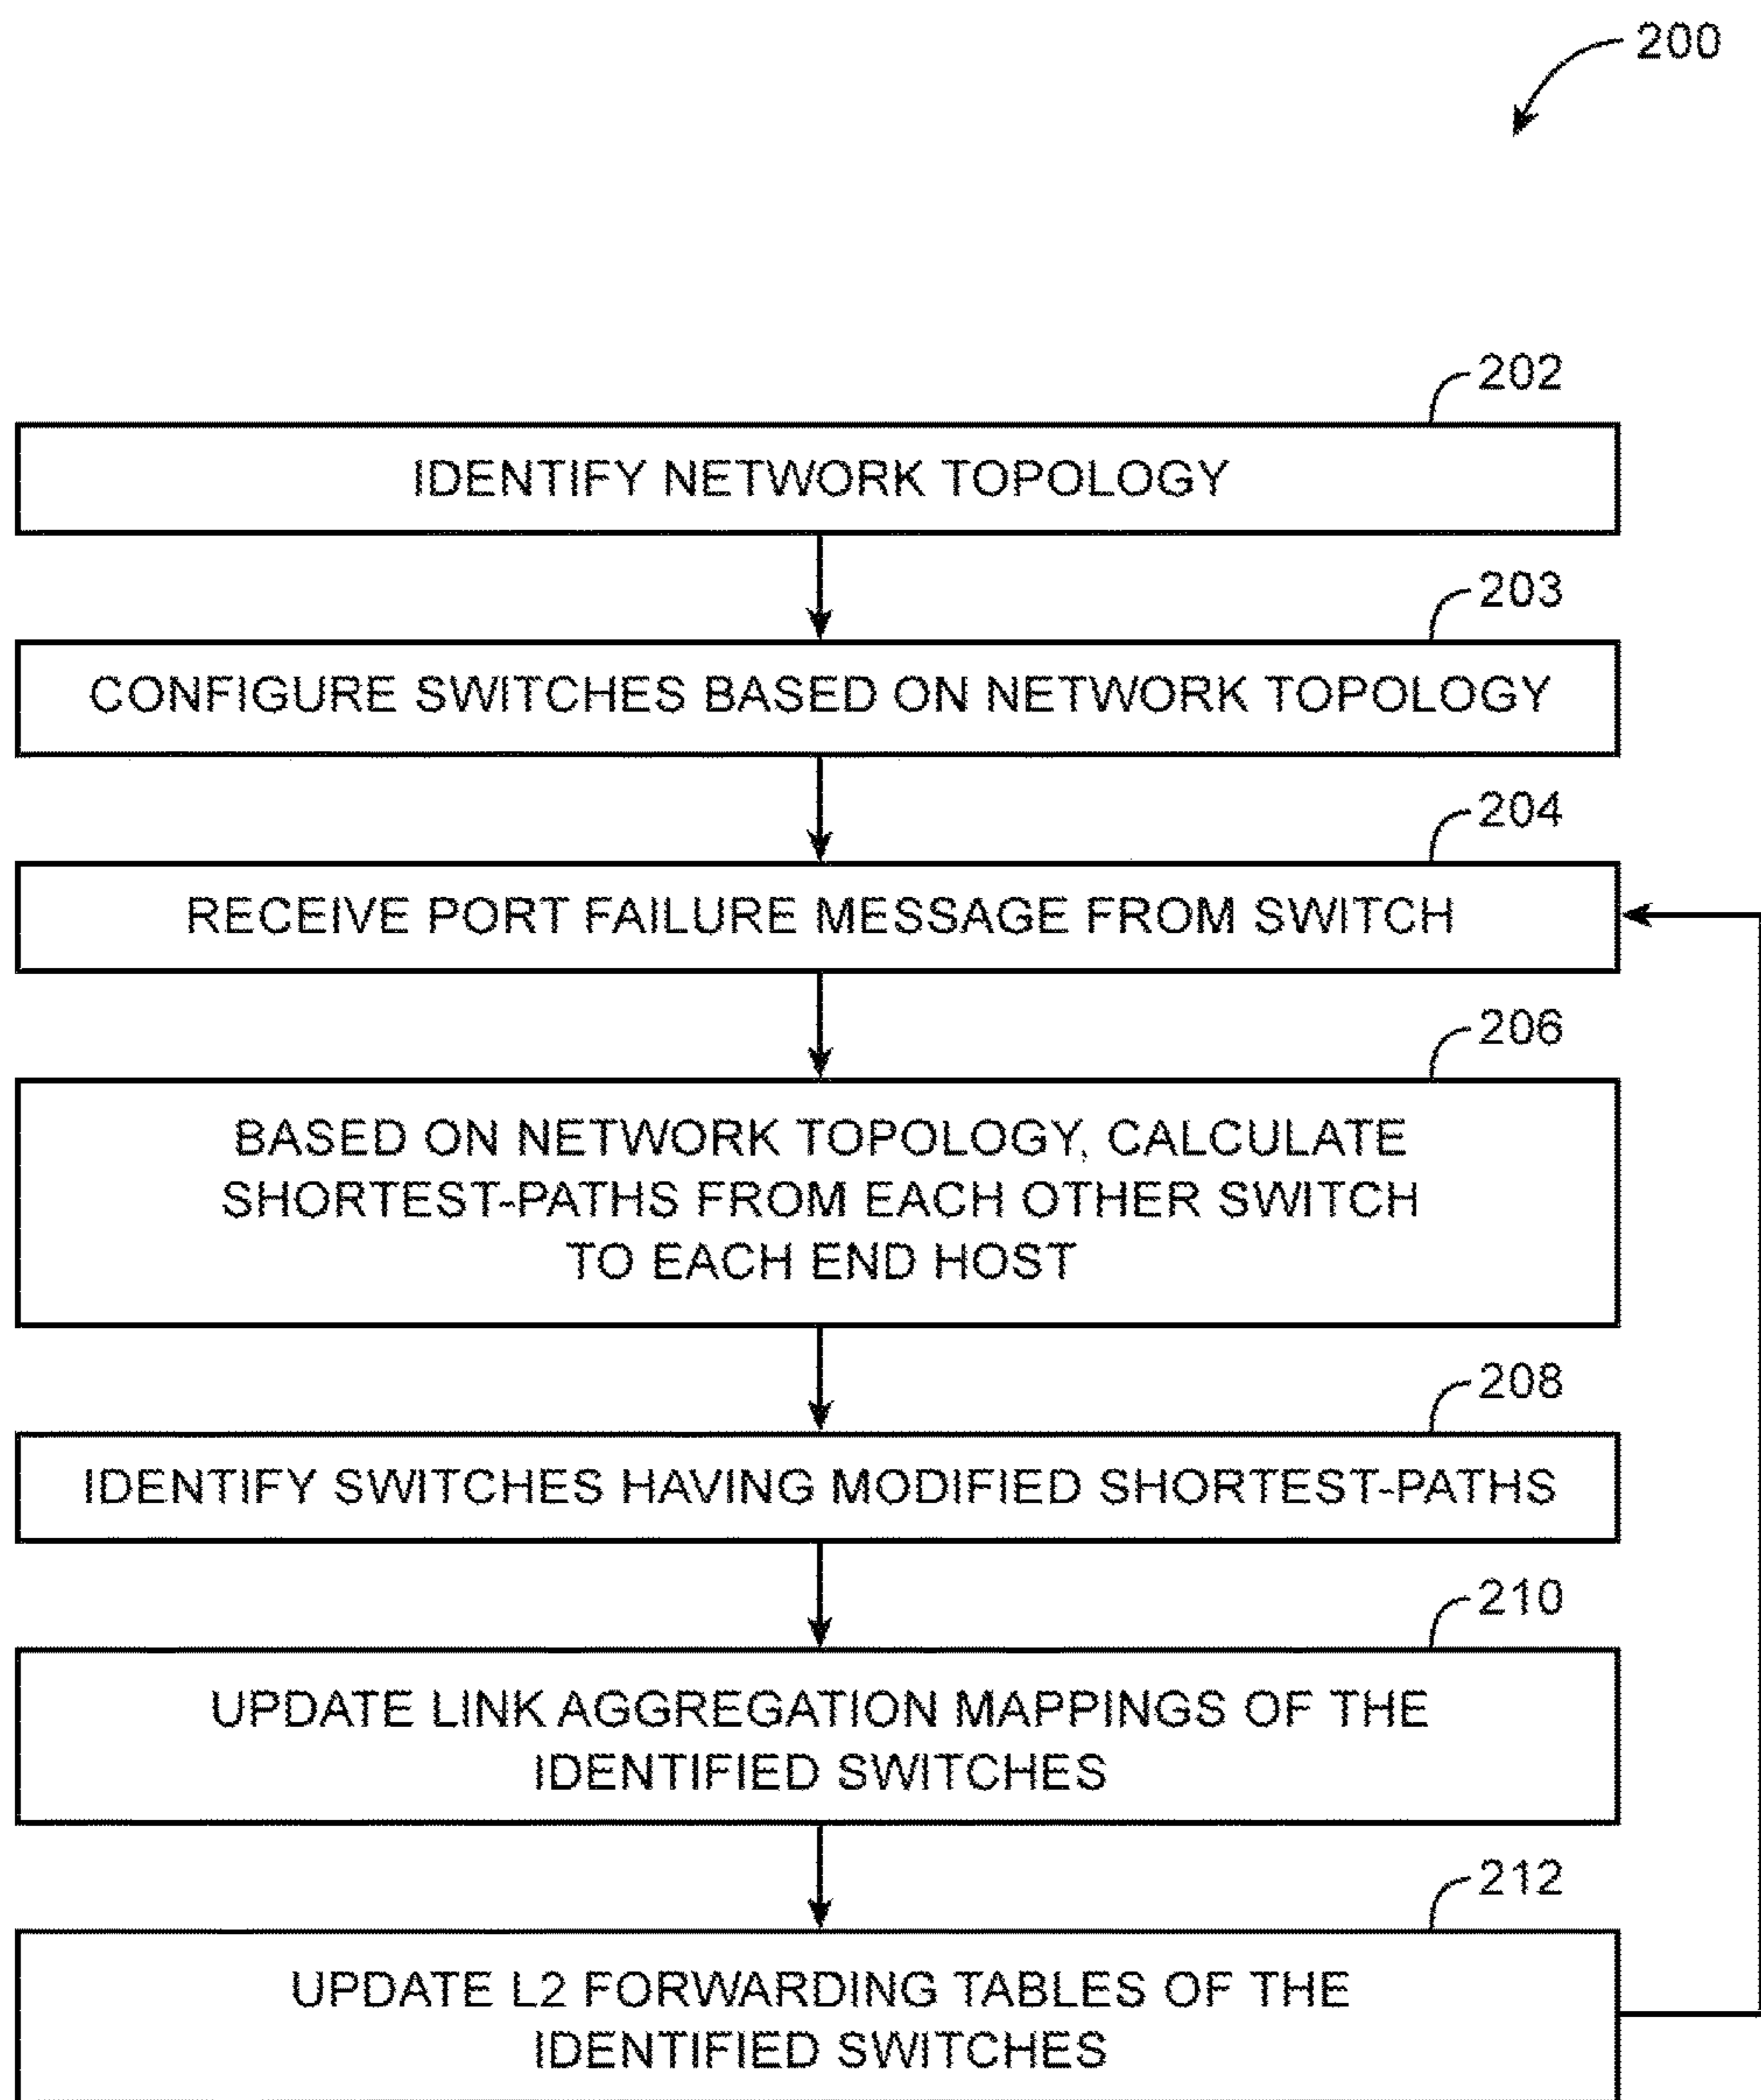 200
202
IDENTIFY NETWORK TOPOLOGY
203
CONFIGURE SWITCHES BASED ON NETWORK TOPOLOGY
204
RECEIVE PORT FAILURE MESSAGE FROM SWITCH
206
BASED ON NETWORK TOPOLOGY, CALCULATE
SHORTEST-PATHS FROM EACH OTHER SWITCH
TO EACH END HOST
208
IDENTIFY SWITCHES HAVING MODIFIED SHORTEST-PATHS
210
UPDATE LINK AGGREGATION MAPPINGS OF THE
IDENTIFIED SWITCHES
212
UPDATE L2 FORWARDING TABLES OF THE
IDENTIFIED SWITCHES